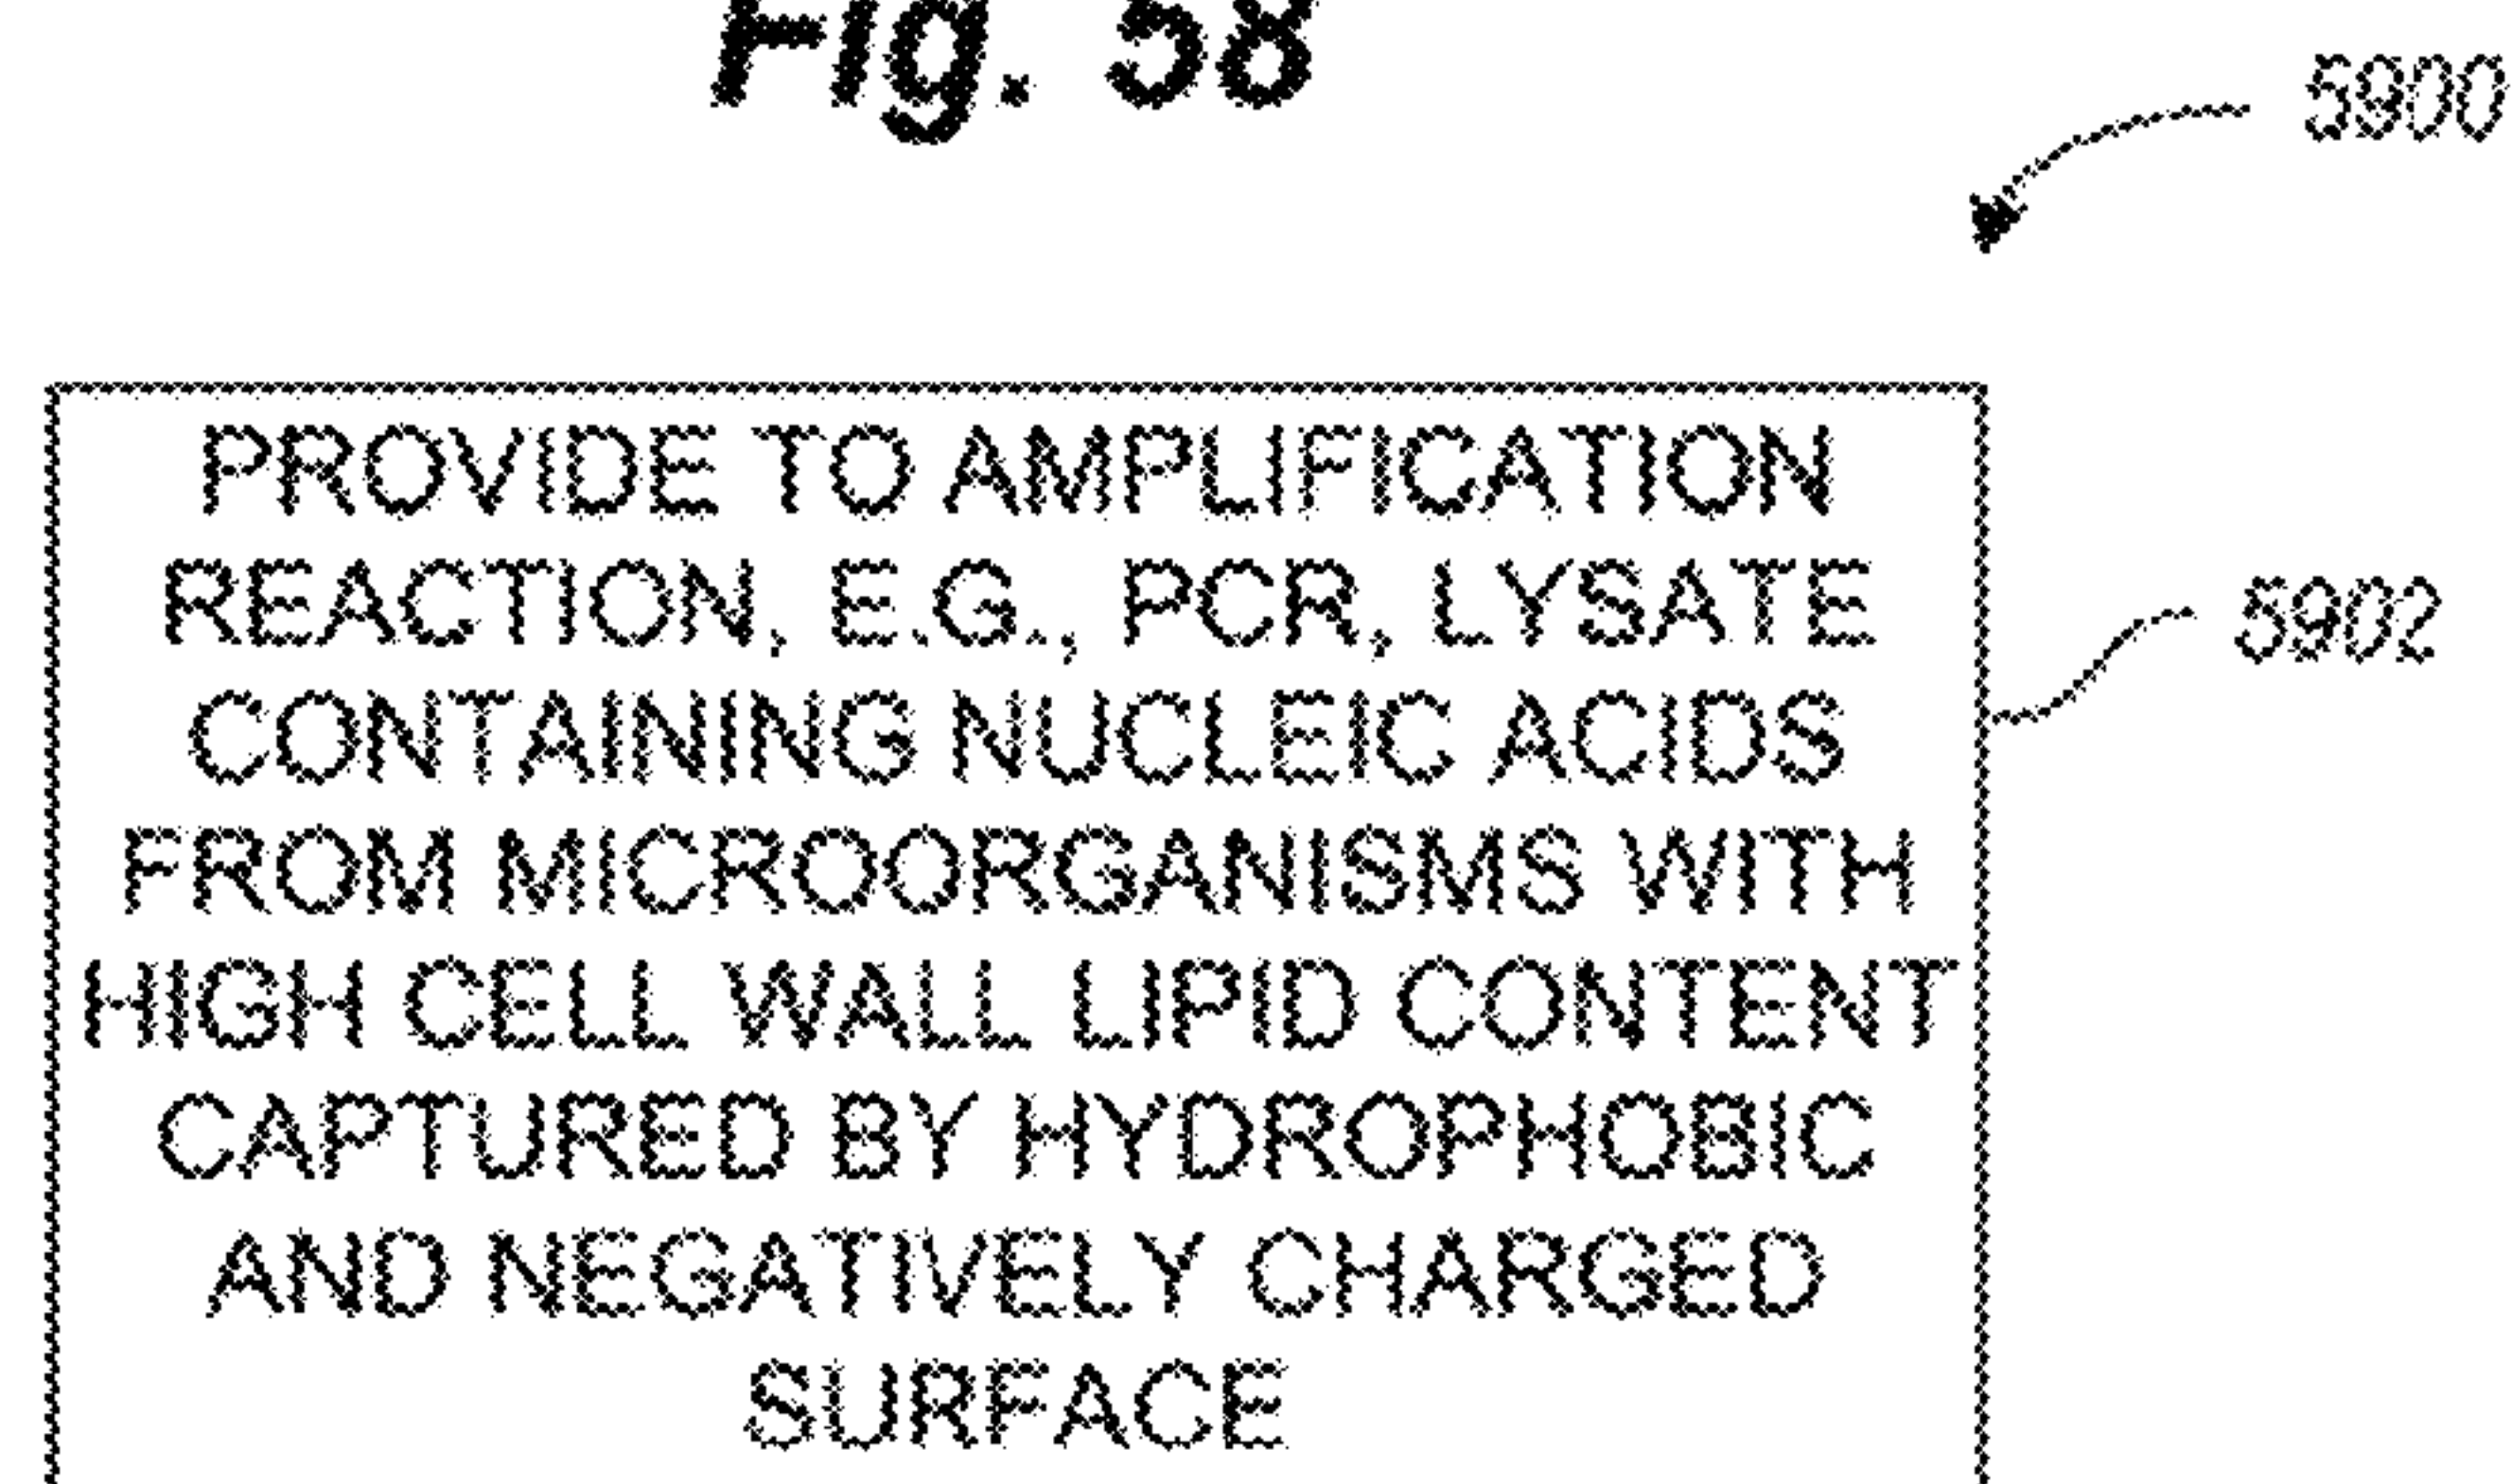 Fig. 58
5900
PROVIDE TO AMPLIFICATION
REACTION, E.G., PCR, LYSATE
5902
CONTAINING NUCLEIC ACIDS
FROM MICROORGANISMS WITH
HIGH CELL WALL LIPID CONTENT
CAPTURED BY HYDROPHOBIC
AND NEGATIVELY CHARGED
SURFACE